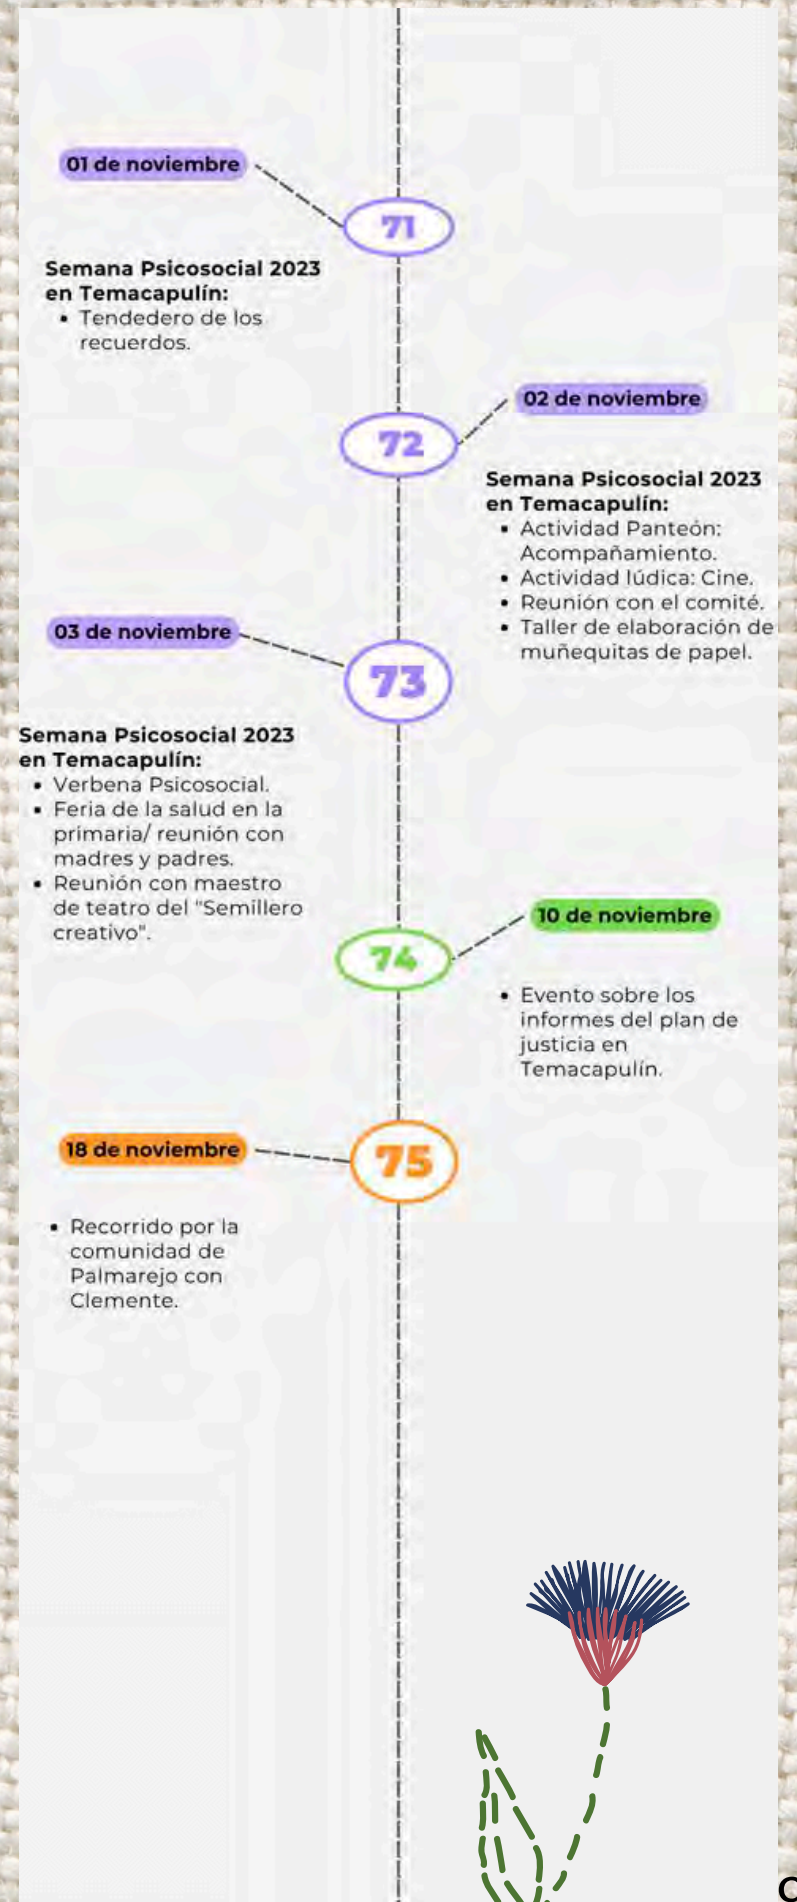 01 de noviembre
71
Semana Psicosocial 2023
en Temacapulín:
• Tendedero de los
recuerdos.
02 de noviembre
72
Semana Psicosocial 2023
en Temacapulín:
• Actividad Panteón:
Acompañamiento.
• Actividad lúdica: Cine.
• Reunión con el comité.
• Taller de elaboración de
muñequitas de papel.
03 de noviembre
73
Semana Psicosocial 2023
en Temacapulín:
• Verbena Psicosocial.
• Feria de la salud en la
primaria/ reunión con
madres y padres.
• Reunión con maestro
de teatro del "Semillero
creativo".
10 de noviembre
74
• Evento sobre los
informes del plan de
justicia en
Temacapulín.
18 de noviembre
75
• Recorrido por la
comunidad de
Palmarejo con
Clemente.